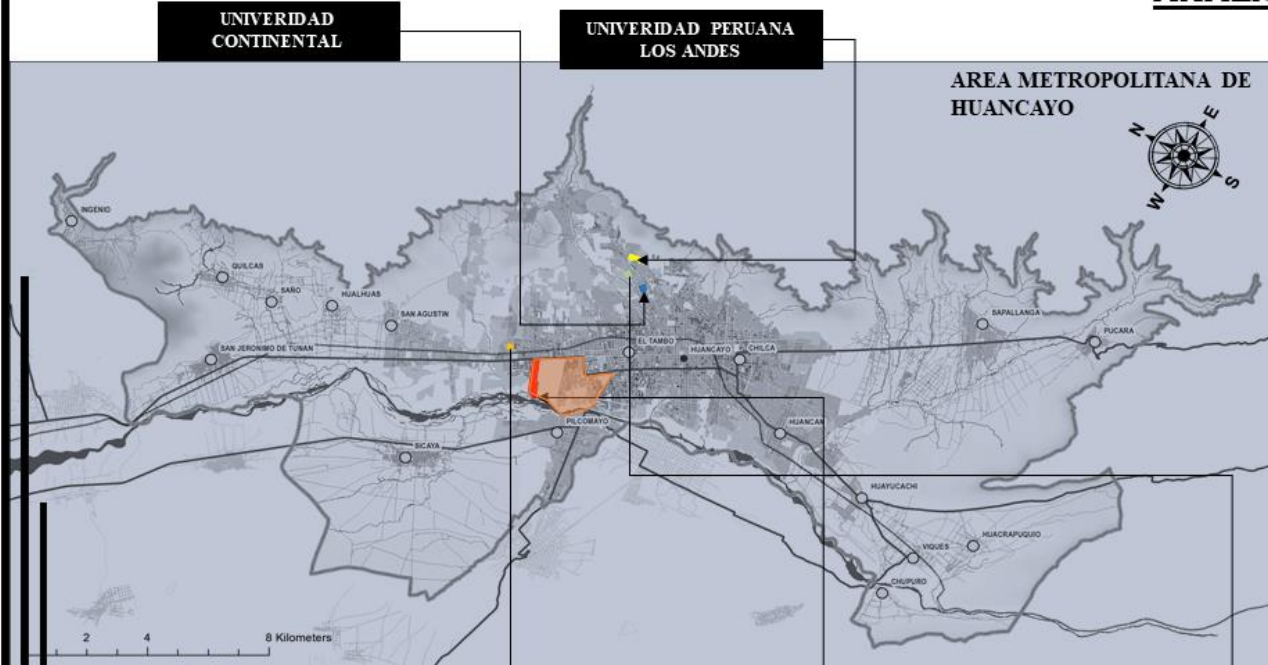 UNIVERIDAD
CONTINENTAL
UNIVERIDAD PERUANA
LOS ANDES
AREA METROPOLITANA DE
HUANCAYO
N
E
W
S
INGENIO
QUILCAS
SAÑO
HUALHUAS
SAN AGUSTIN
SAPALLANGA
PUCARA
SAN JERONIMO DE TUNAN
EL TAMBO
HUANCAYO
CHILCA
PILCOMAYO
HUANCAN
SICAYA
HUAYUCACHI
VIQUES
HUACRAPUQUIO
CHUPURO
2
4
8 Kilometers